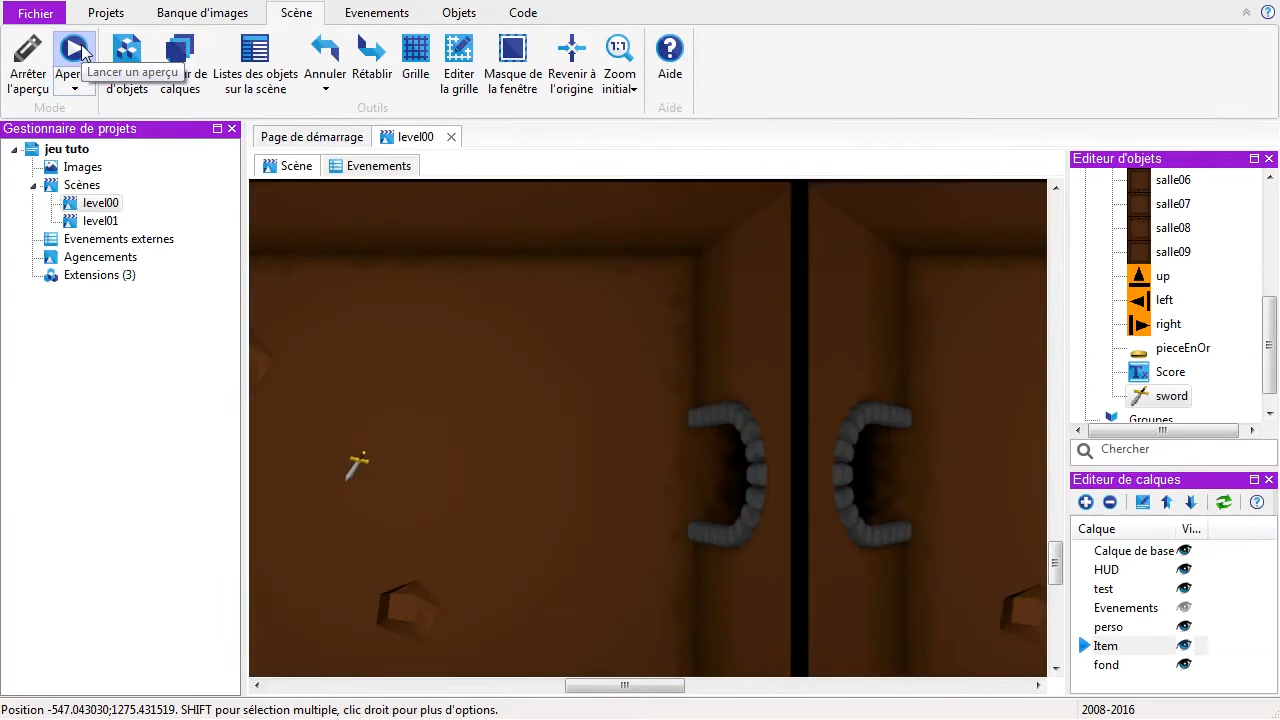 Fichier Projets Banque d'images Scène Evenements Objets Code
Arrêter l'aperçu
Aper
Lancer un aperçu
d'objets
r de calques
Listes des objets sur la scène
Annuler
Rétablir
Grille
Editer la grille
Masque de la fenêtre
Revenir à l'origine
1:1
Zoom initial
Aide
Mode Outils Aide
Gestionnaire de projets
jeu tuto
Images
Scènes
level00
level01
Evenements externes
Agencements
Extensions (3)
Page de démarrage level00
Scène Evenements
Editeur d'objets
salle06
salle07
salle08
salle09
up
left
right
pieceEnOr
Tx Score
sword
Groupes
Chercher
Editeur de calques
Calque Vi...
Calque de base
HUD
test
Evenements
perso
Item
fond
Position -547.043030;1275.431519. SHIFT pour sélection multiple, clic droit pour plus d'options. 2008-2016